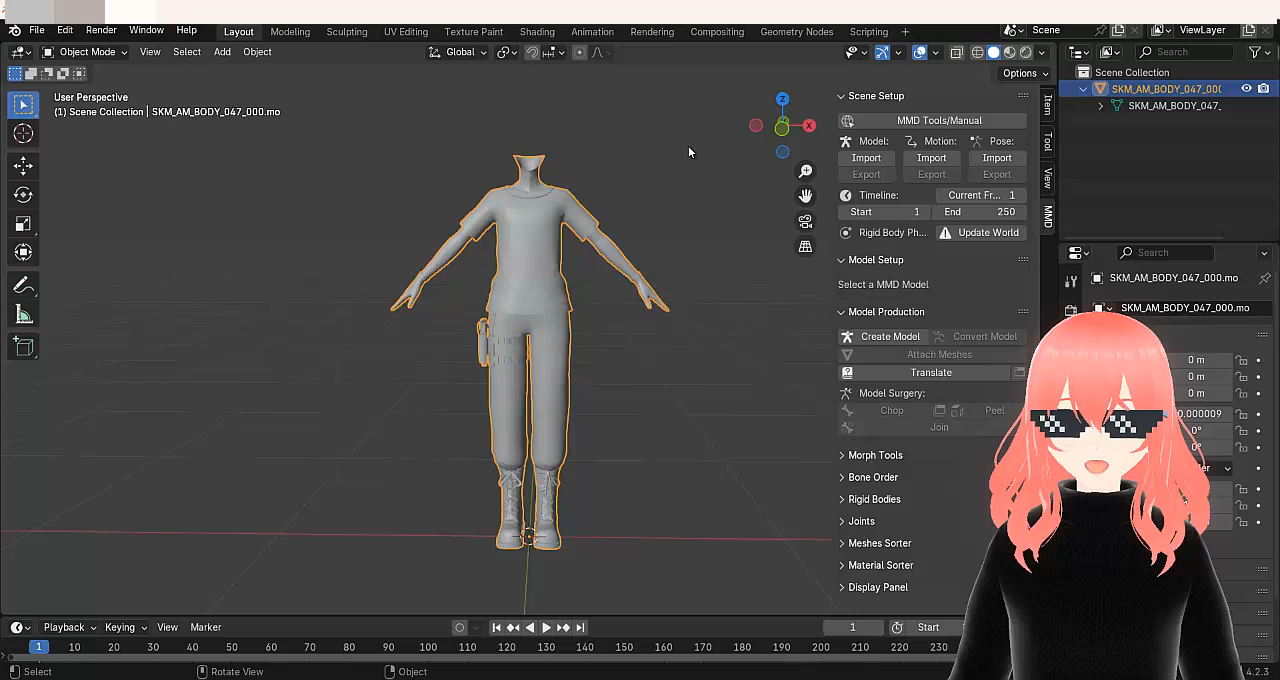 File Edit Render Window Help Layout Modeling Sculpting UV Editing Texture Paint Shading Animation Rendering Compositing Geometry Nodes Scripting + Scene ViewLayer
Object Mode View Select Add Object Global Search
Options
User Perspective
(1) Scene Collection | SKM_AM_BODY_047_000.mo
Z
X
Scene Setup
MMD Tools/Manual
Model: Motion: Pose:
Import Import Import
Export Export Export
Timeline: Current Fr... 1
Start 1 End 250
Rigid Body Ph... Update World
Model Setup
Select a MMD Model
Model Production
Create Model Convert Model
Attach Meshes
Translate
Model Surgery:
Chop Peel
Join
Morph Tools
Bone Order
Rigid Bodies
Joints
Meshes Sorter
Material Sorter
Display Panel
Item
Tool
View
MMD
Scene Collection
SKM_AM_BODY_047_00(
SKM_AM_BODY_047_
Search
SKM_AM_BODY_047_000.mo
SKM_AM_BODY_047_000.mo
0 m
0 m
0 m
0.000009
0°
0°
Playback Keying View Marker 1 Start
1 10 20 30 40 50 60 70 80 90 100 110 120 130 140 150 160 170 180 190 200 210 220 230
Select Rotate View Object 4.2.3